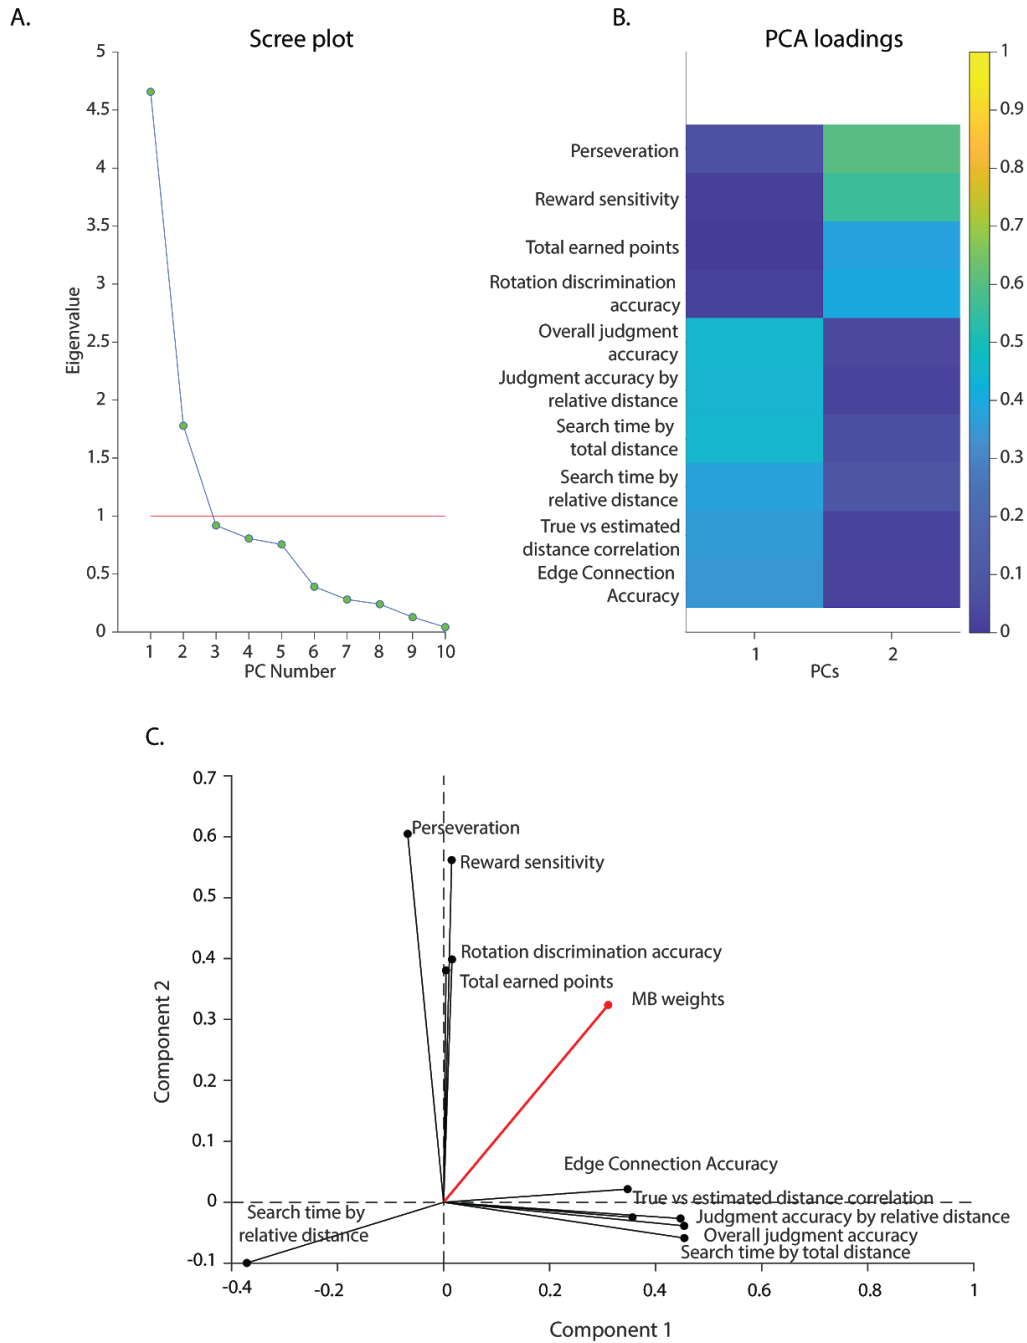 A.
Scree plot
5
4.5
4
3.5
3
2.5
2
1.5
1
0.5
0
Eigenvalue
1 2 3 4 5 6 7 8 9 10
PC Number
B.
PCA loadings
Perseveration
Reward sensitivity
Total earned points
Rotation discrimination
accuracy
Overall judgment
accuracy
Judgment accuracy by
relative distance
Search time by
total distance
Search time by
relative distance
True vs estimated
distance correlation
Edge Connection
Accuracy
1 2
PCs
1
0.9
0.8
0.7
0.6
0.5
0.4
0.3
0.2
0.1
0
C.
0.7
0.6
0.5
0.4
0.3
0.2
0.1
0
-0.1
Component 2
Perseveration
Reward sensitivity
Rotation discrimination accuracy
Total earned points
MB weights
Edge Connection Accuracy
True vs estimated distance correlation
Judgment accuracy by relative distance
Overall judgment accuracy
Search time by total distance
Search time by
relative distance
-0.4 -0.2 0 0.2 0.4 0.6 0.8 1
Component 1